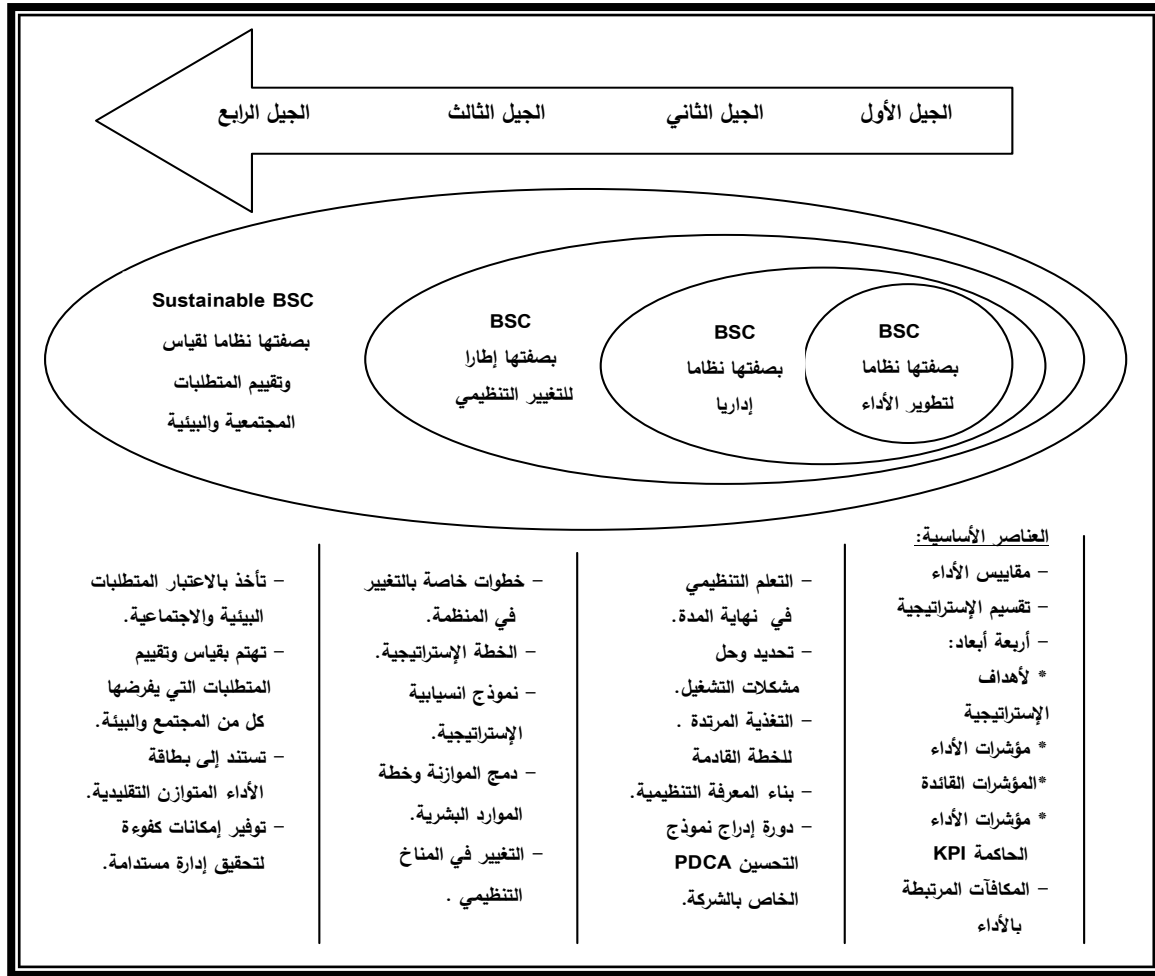 الجيل الأول
الجيل الثاني
الجيل الثالث
الجيل الرابع
BSC
بصفتها نظاما
لتطوير الأداء
BSC
بصفتها نظاما
إداريا
BSC
بصفتها إطارا
للتغيير التنظيمي
Sustainable BSC
بصفتها نظاما لقياس
وتقييم المتطلبات
المجتمعية والبيئية
العناصر الأساسية:
– مقاييس الأداء
– تقسيم الإستراتيجية
– أربعة أبعاد:
* لأهداف
الإستراتيجية
* مؤشرات الأداء
*المؤشرات القائدة
* مؤشرات الأداء
الحاكمة KPI
– المكافآت المرتبطة
بالأداء
– التعلم التنظيمي
في نهاية المدة.
– تحديد وحل
مشكلات التشغيل.
– التغذية المرتدة .
للخطة القادمة
– بناء المعرفة التنظيمية.
– دورة إدراج نموذج
التحسين PDCA
الخاص بالشركة.
– خطوات خاصة بالتغيير
في المنظمة.
– الخطة الإستراتيجية.
– نموذج انسيابية
الإستراتيجية.
– دمج الموازنة وخطة
الموارد البشرية.
– التغيير في المناخ
التنظيمي .
– تأخذ بالاعتبار المتطلبات
البيئية والاجتماعية.
– تهتم بقياس وتقييم
المتطلبات التي يفرضها
كل من المجتمع والبيئة.
– تستند إلى بطاقة
الأداء المتوازن التقليدية.
– توفير إمكانات كفوءة
لتحقيق إدارة مستدامة.